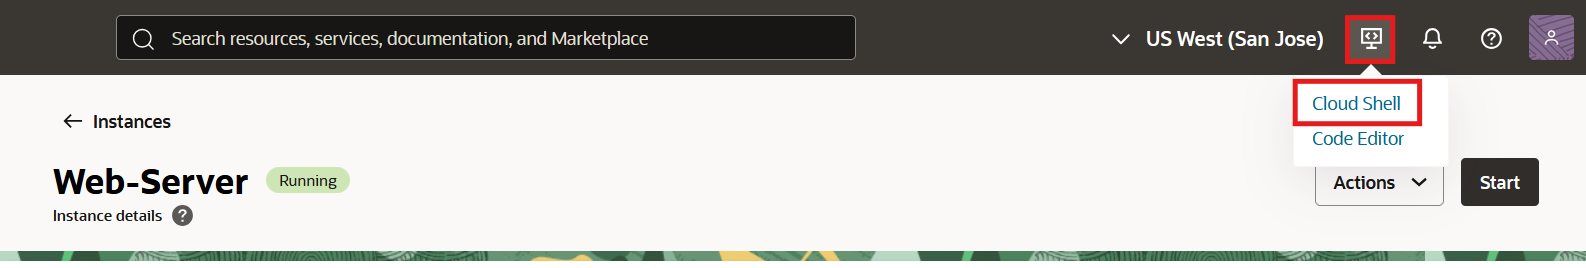 Search resources, services, documentation, and Marketplace
US West (San Jose)
Cloud Shell
Code Editor
Instances
Web-Server
Running
Actions
Start
Instance details